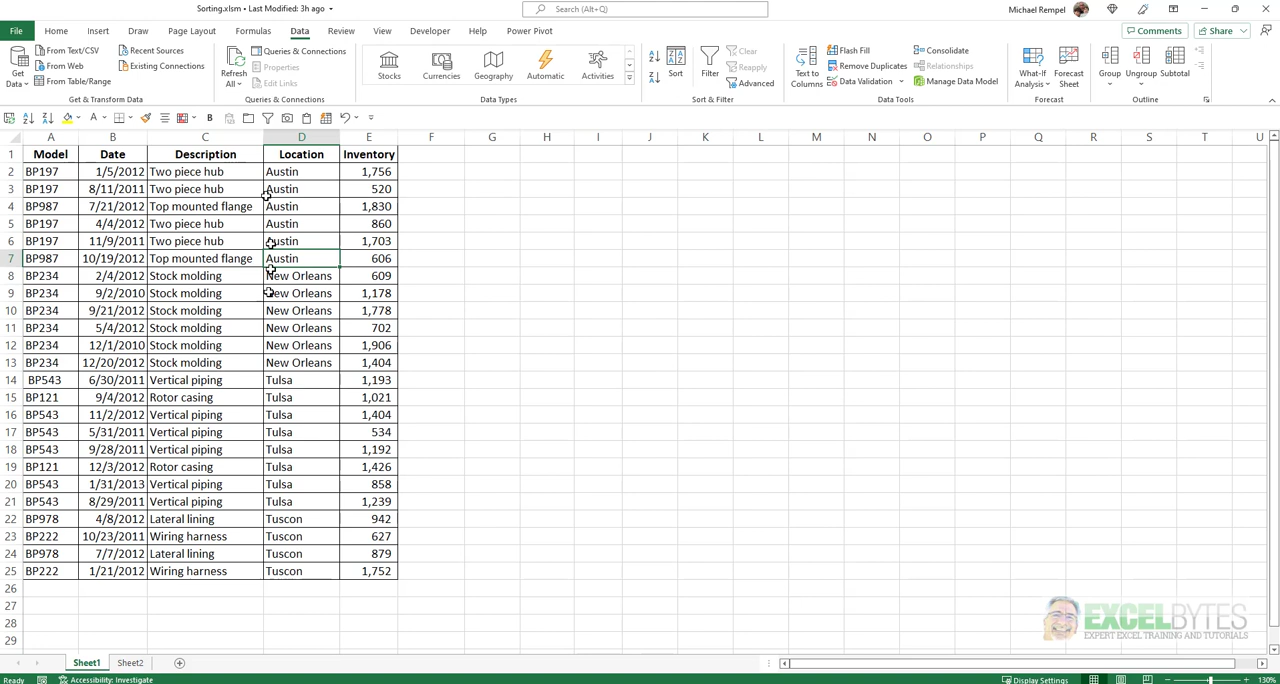 Sorting.xlsm • Last Modified: 3h ago
Search (Alt+Q)
Michael Rempel
File Home Insert Draw Page Layout Formulas Data Review View Developer Help Power Pivot
Comments Share
Get Data
From Text/CSV
From Web
From Table/Range
Recent Sources
Existing Connections
Get & Transform Data
Refresh All
Queries & Connections
Properties
Edit Links
Queries & Connections
Stocks Currencies Geography Automatic Activities
Data Types
Sort
Filter
Clear
Reapply
Advanced
Sort & Filter
Text to Columns
Flash Fill
Remove Duplicates
Data Validation
Consolidate
Relationships
Manage Data Model
Data Tools
What-If Analysis
Forecast Sheet
Forecast
Group Ungroup Subtotal
Outline
A B C D E F G H I J K L M N O P Q R S T U
1 Model Date Description Location Inventory
2 BP197 1/5/2012 Two piece hub Austin 1,756
3 BP197 8/11/2011 Two piece hub Austin 520
4 BP987 7/21/2012 Top mounted flange Austin 1,830
5 BP197 4/4/2012 Two piece hub Austin 860
6 BP197 11/9/2011 Two piece hub Austin 1,703
7 BP987 10/19/2012 Top mounted flange Austin 606
8 BP234 2/4/2012 Stock molding New Orleans 609
9 BP234 9/2/2010 Stock molding New Orleans 1,178
10 BP234 9/21/2012 Stock molding New Orleans 1,778
11 BP234 5/4/2012 Stock molding New Orleans 702
12 BP234 12/1/2010 Stock molding New Orleans 1,906
13 BP234 12/20/2012 Stock molding New Orleans 1,404
14 BP543 6/30/2011 Vertical piping Tulsa 1,193
15 BP121 9/4/2012 Rotor casing Tulsa 1,021
16 BP543 11/2/2012 Vertical piping Tulsa 1,404
17 BP543 5/31/2011 Vertical piping Tulsa 534
18 BP543 9/28/2011 Vertical piping Tulsa 1,192
19 BP121 12/3/2012 Rotor casing Tulsa 1,426
20 BP543 1/31/2013 Vertical piping Tulsa 858
21 BP543 8/29/2011 Vertical piping Tulsa 1,239
22 BP978 4/8/2012 Lateral lining Tuscon 942
23 BP222 10/23/2011 Wiring harness Tuscon 627
24 BP978 7/7/2012 Lateral lining Tuscon 879
25 BP222 1/21/2012 Wiring harness Tuscon 1,752
26
27
28
29
EXCELBYTES
EXPERT EXCEL TRAINING AND TUTORIALS
Sheet1 Sheet2
Ready Accessibility: Investigate Display Settings 130%